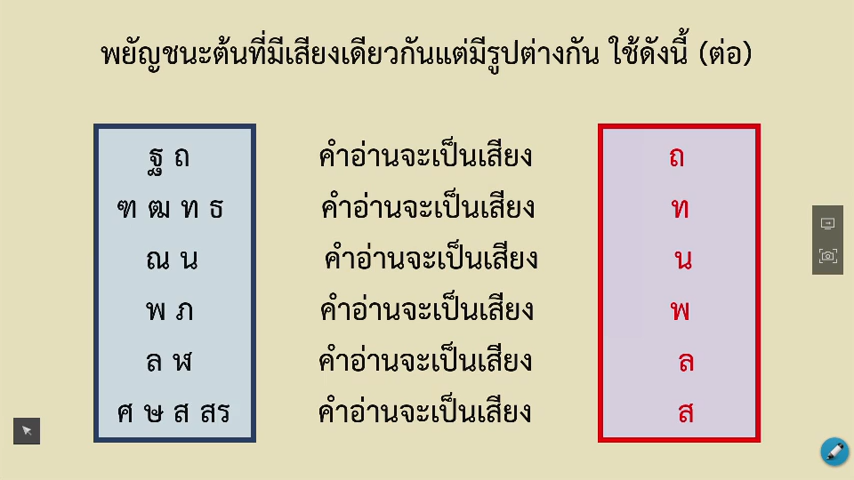 พยัญชนะต้นที่มีเสียงเดียวกันแต่มีรูปต่างกัน ใช้ดังนี้ (ต่อ)
ฐ ถ คำอ่านจะเป็นเสียง ถ
ฑ ฒ ท ธ คำอ่านจะเป็นเสียง ท
ณ น คำอ่านจะเป็นเสียง น
พ ภ คำอ่านจะเป็นเสียง พ
ล ฬ คำอ่านจะเป็นเสียง ล
ศ ษ ส สร คำอ่านจะเป็นเสียง ส